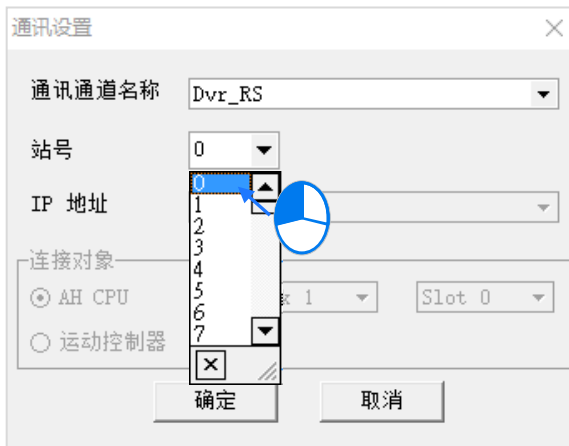 通讯设置
通讯通道名称 Dvr_RS
站号 0
0
1
IP 地址
2
3
连接对象
4
AH CPU
5
1
Slot 0
6
运动控制器
7
确定 取消